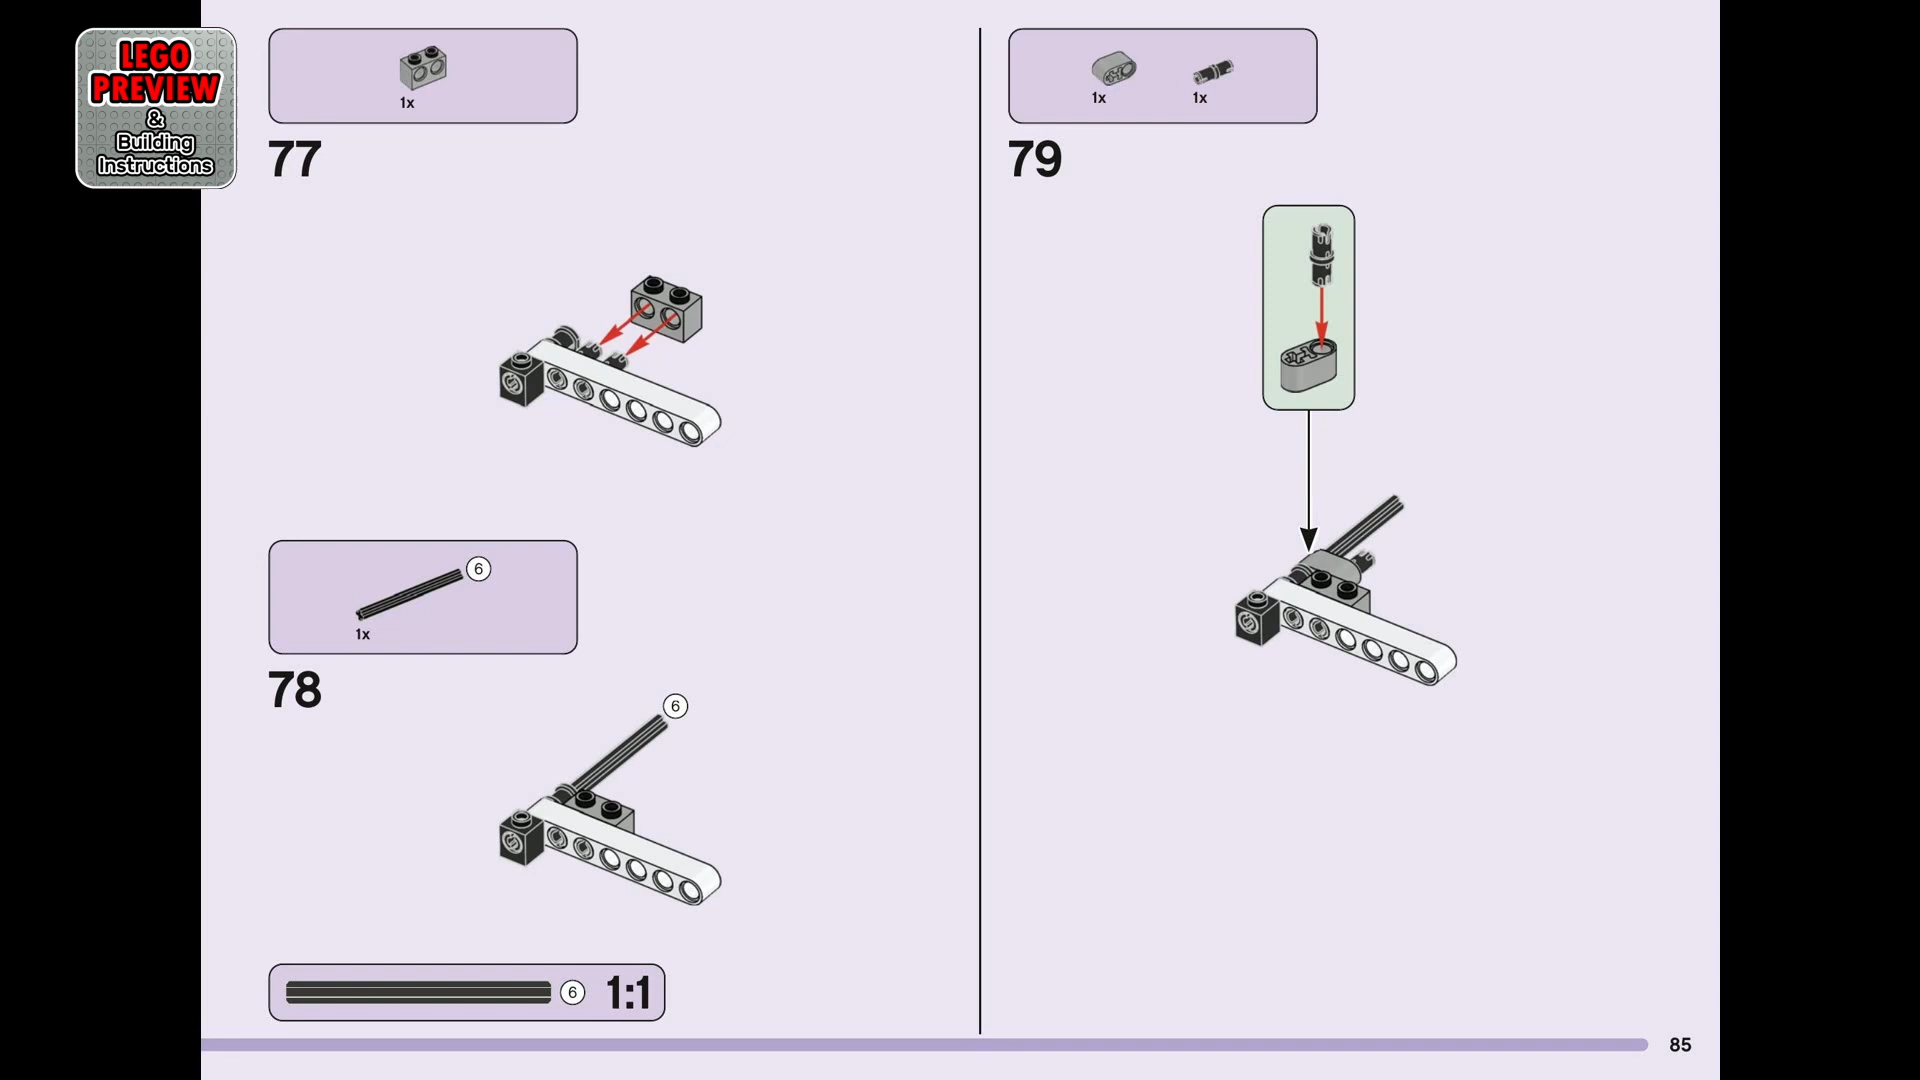 LEGO
PREVIEW
&
Building
Instructions
1x
77
6
1x
78
6
6
1:1
1x
1x
79
85